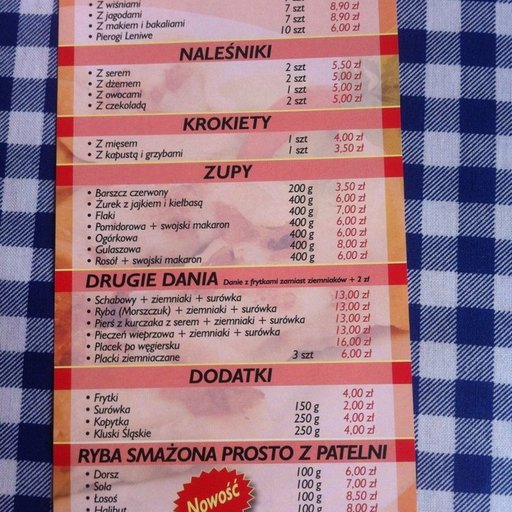 • Z wiśniami 7 szt 8,90 zł
• Z jagodami 7 szt 8,90 zł
• Z makiem i bakaliami 7 szt 8,90 zł
• Pierogi Leniwe 10 szt 6,00 zł
NALEŚNIKI
• Z serem 2 szt 5,50 zł
• Z dżemem 2 szt 5,00 zł
• Z owocami 1 szt 5,00 zł
• Z czekoladą 2 szt 5,00 zł
KROKIETY
• Z mięsem 1 szt 4,00 zł
• Z kapustą i grzybami 1 szt 3,50 zł
ZUPY
• Barszcz czerwony 200 g 3,50 zł
• Żurek z jajkiem i kiełbasą 400 g 6,00 zł
• Flaki 400 g 7,00 zł
• Pomidorowa + swojski makaron 400 g 6,00 zł
• Ogórkowa 400 g 6,00 zł
• Gulaszowa 400 g 8,00 zł
• Rosół + swojski makaron 400 g 6,00 zł
DRUGIE DANIA Danie z frytkami zamiast ziemniaków + 2 zł
• Schabowy + ziemniaki + surówka 13,00 zł
• Ryba (Morszczuk) + ziemniaki + surówka 13,00 zł
• Pierś z kurczaka z serem + ziemniaki + surówka 13,00 zł
• Pieczeń wieprzowa + ziemniaki + surówka 13,00 zł
• Placek po węgiersku 16,00 zł
• Placki ziemniaczane 3 szt 6,00 zł
DODATKI
• Frytki 4,00 zł
• Surówka 150 g 2,00 zł
• Kopytka 250 g 4,00 zł
• Kluski Śląskie 250 g 4,00 zł
RYBA SMAŻONA PROSTO Z PATELNI
• Dorsz 100 g 6,00 zł
• Sola 100 g 7,00 zł
• Łosoś 100 g 8,50 zł
• Halibut 100 g 8,00 zł
Nowość